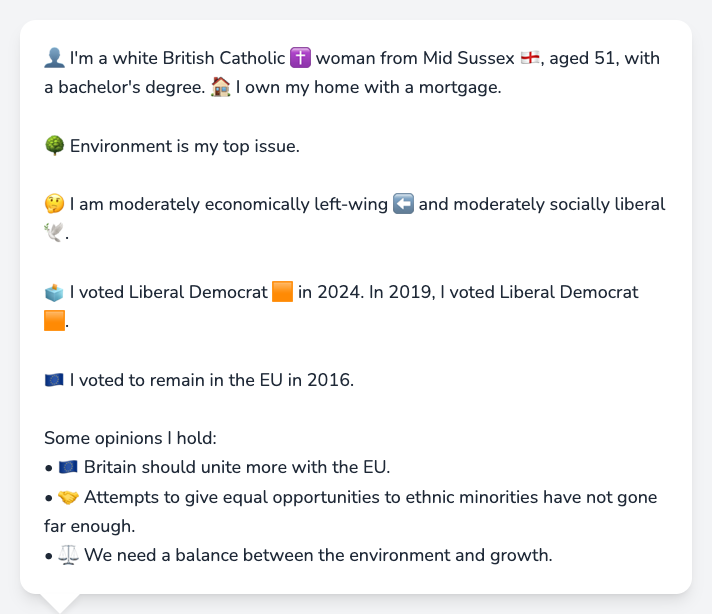 👤 I'm a white British Catholic ✝️ woman from Mid Sussex 🏴󠁧󠁢󠁥󠁮󠁧󠁿, aged 51, with
a bachelor's degree. 🏠 I own my home with a mortgage.
🌳 Environment is my top issue.
🤔 I am moderately economically left-wing ⬅️ and moderately socially liberal
🕊️.
🗳️ I voted Liberal Democrat 🟧 in 2024. In 2019, I voted Liberal Democrat
🟧.
🇪🇺 I voted to remain in the EU in 2016.
Some opinions I hold:
• 🇪🇺 Britain should unite more with the EU.
• 🤝 Attempts to give equal opportunities to ethnic minorities have not gone
far enough.
• ⚖️ We need a balance between the environment and growth.